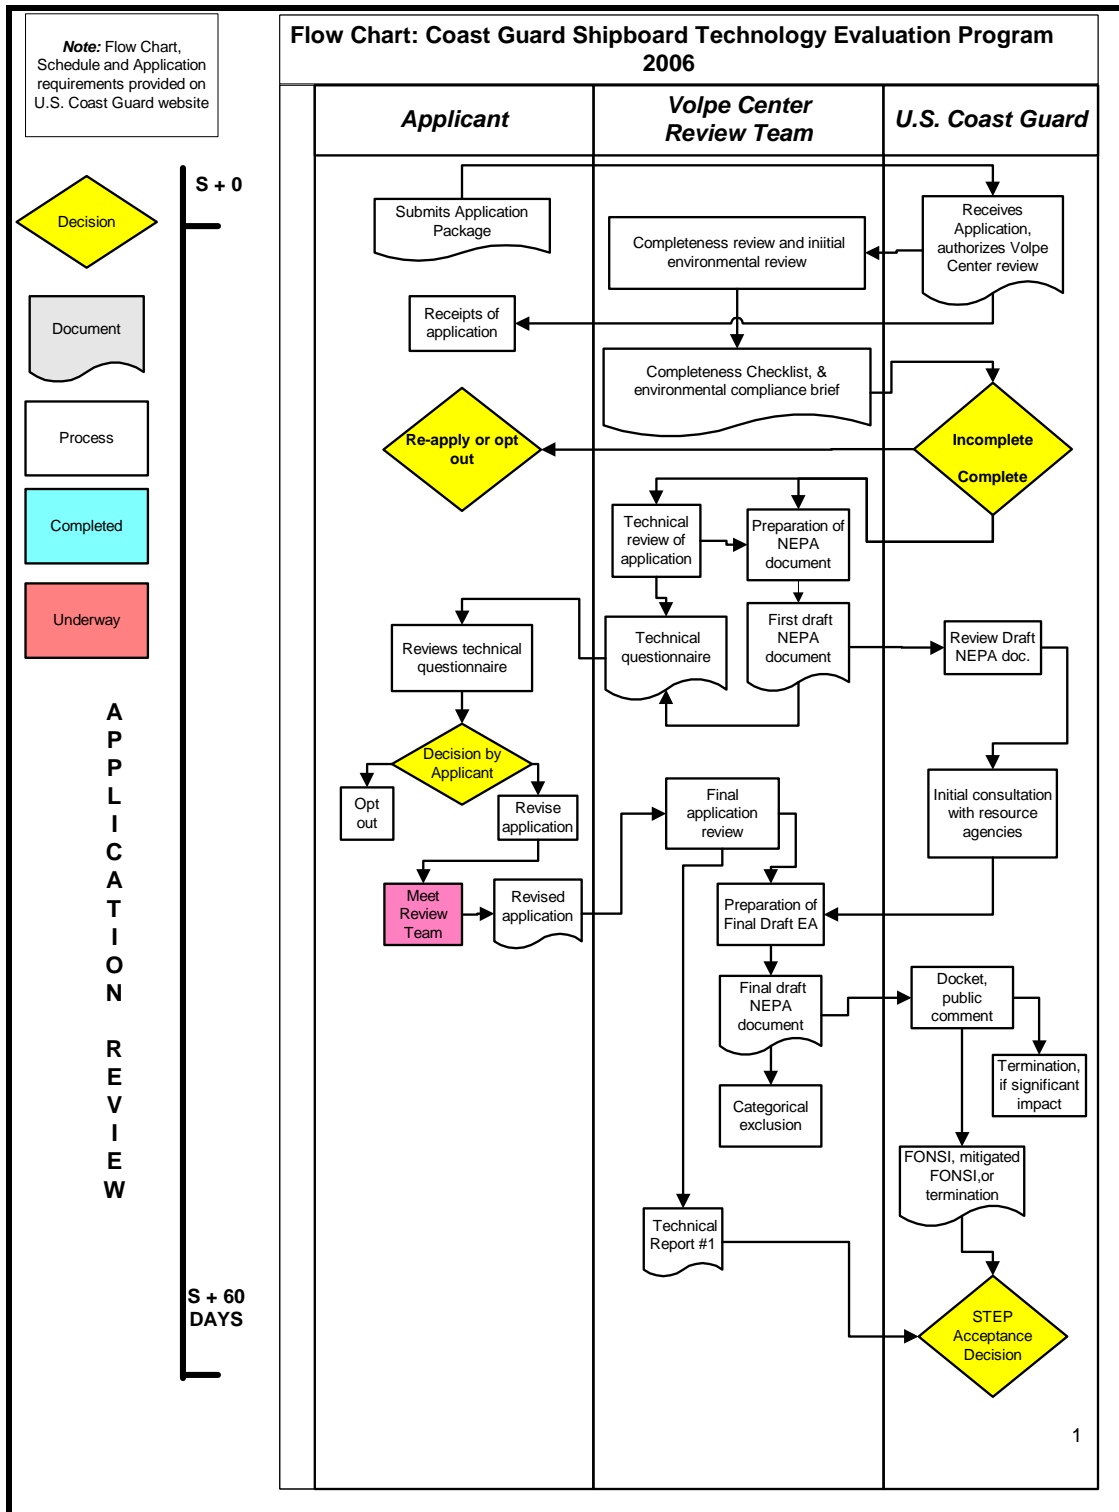 Note: Flow Chart,
Schedule and Application
requirements provided on
U.S. Coast Guard website
Flow Chart: Coast Guard Shipboard Technology Evaluation Program
2006
Applicant
Volpe Center
Review Team
U.S. Coast Guard
S + 0
Decision
Document
Process
Completed
Underway
A
P
P
L
I
C
A
T
I
O
N
R
E
V
I
E
W
S + 60
DAYS
Submits Application
Package
Receives
Application,
authorizes Volpe
Center review
Completeness review and iniitial
environmental review
Receipts of
application
Completeness Checklist, &
environmental compliance brief
Re-apply or opt
out
Incomplete
Complete
Technical
review of
application
Preparation of
NEPA
document
Technical
questionnaire
First draft
NEPA
document
Review Draft
NEPA doc.
Reviews technical
questionnaire
Decision by
Applicant
Opt
out
Revise
application
Final
application
review
Initial consultation
with resource
agencies
Meet
Review
Team
Revised
application
Preparation of
Final Draft EA
Final draft
NEPA
document
Docket,
public
comment
Termination,
if significant
impact
Categorical
exclusion
FONSI, mitigated
FONSI,or
termination
Technical
Report #1
STEP
Acceptance
Decision
1